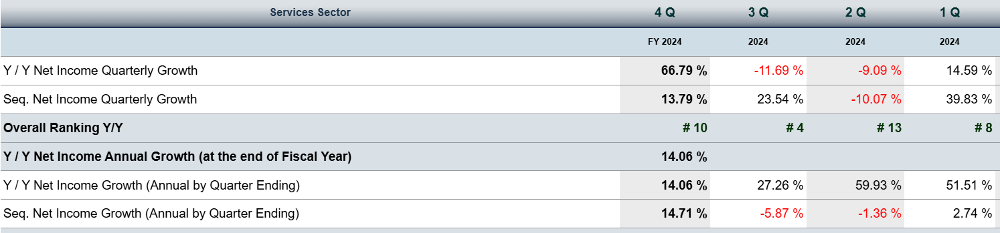 Services Sector 4 Q 3 Q 2 Q 1 Q
FY 2024 2024 2024 2024
Y / Y Net Income Quarterly Growth 66.79 % -11.69 % -9.09 % 14.59 %
Seq. Net Income Quarterly Growth 13.79 % 23.54 % -10.07 % 39.83 %
Overall Ranking Y/Y # 10 # 4 # 13 # 8
Y / Y Net Income Annual Growth (at the end of Fiscal Year) 14.06 %
Y / Y Net Income Growth (Annual by Quarter Ending) 14.06 % 27.26 % 59.93 % 51.51 %
Seq. Net Income Growth (Annual by Quarter Ending) 14.71 % -5.87 % -1.36 % 2.74 %